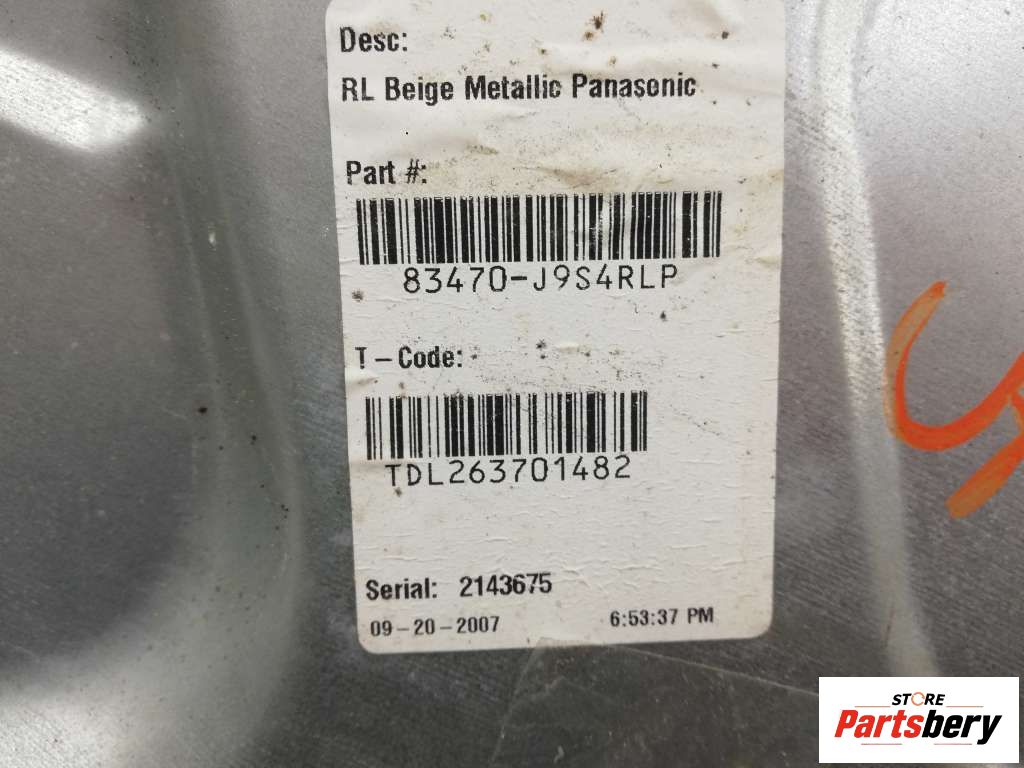 Desc:
RL Beige Metallic Panasonic
Part #:
83470-J9S4RLP
T-Code:
TDL263701482
Serial: 2143675
09-20-2007 6:53:37 PM
STORE
Partsbery